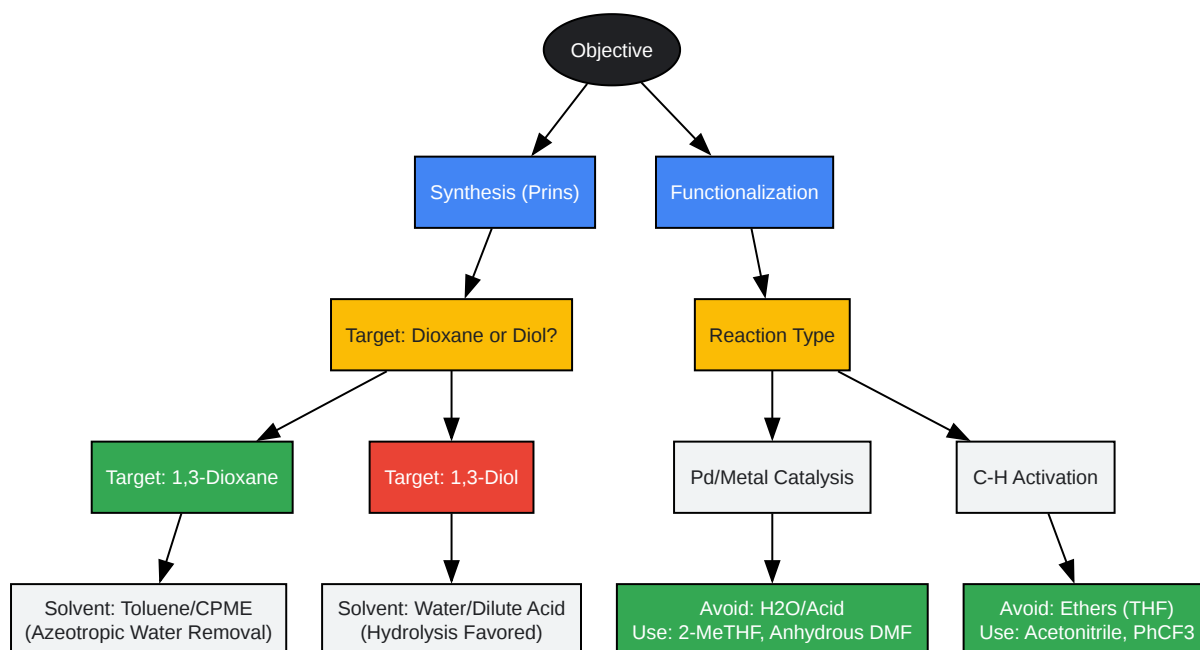 Objective
Synthesis (Prins)
Functionalization
Target: Dioxane or Diol?
Reaction Type
Target: 1,3-Dioxane
Target: 1,3-Diol
Pd/Metal Catalysis
C-H Activation
Solvent: Toluene/CPME
(Azeotropic Water Removal)
Solvent: Water/Dilute Acid
(Hydrolysis Favored)
Avoid: H2O/Acid
Use: 2-MeTHF, Anhydrous DMF
Avoid: Ethers (THF)
Use: Acetonitrile, PhCF3